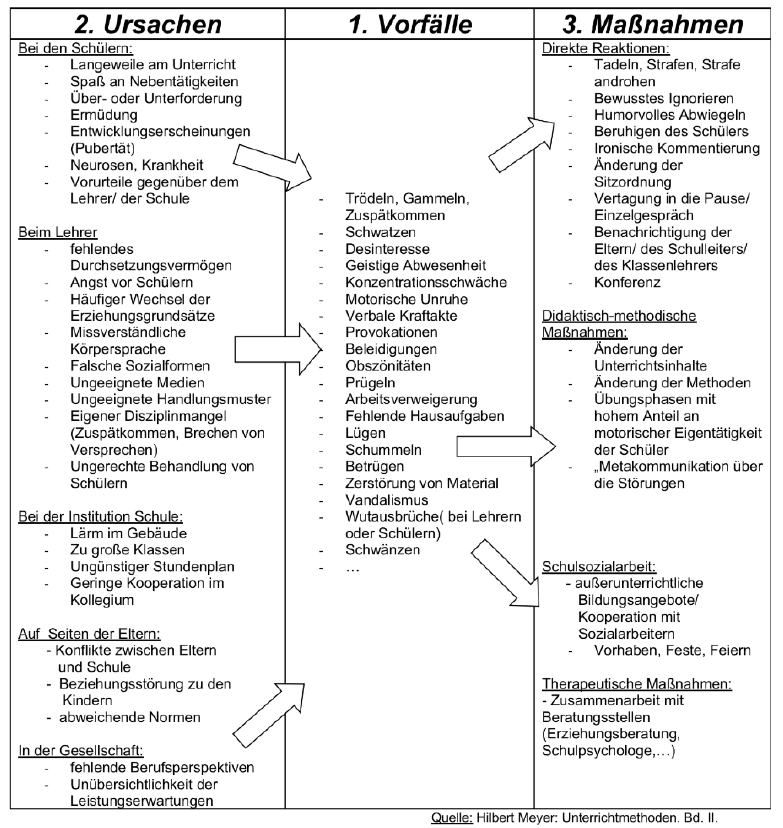 2. Ursachen
Bei den Schülern:
- Langeweile am Unterricht
- Spaß an Nebentätigkeiten
- Über- oder Unterforderung
- Ermüdung
- Entwicklungserscheinungen
(Pubertät)
- Neurosen, Krankheit
- Vorurteile gegenüber dem
Lehrer/ der Schule
Beim Lehrer
- fehlendes
Durchsetzungsvermögen
- Angst vor Schülern
- Häufiger Wechsel der
Erziehungsgrundsätze
- Missverständliche
Körpersprache
- Falsche Sozialformen
- Ungeeignete Medien
- Ungeeignete Handlungsmuster
- Eigener Disziplinmangel
(Zuspätkommen, Brechen von
Versprechen)
- Ungerechte Behandlung von
Schülern
Bei der Institution Schule:
- Lärm im Gebäude
- Zu große Klassen
- Ungünstiger Stundenplan
- Geringe Kooperation im
Kollegium
Auf Seiten der Eltern:
- Konflikte zwischen Eltern
und Schule
- Beziehungsstörung zu den
Kindern
- abweichende Normen
In der Gesellschaft:
- fehlende Berufsperspektiven
- Unübersichtlichkeit der
Leistungserwartungen
1. Vorfälle
- Trödeln, Gammeln,
Zuspätkommen
- Schwatzen
- Desinteresse
- Geistige Abwesenheit
- Konzentrationsschwäche
- Motorische Unruhe
- Verbale Kraftakte
- Provokationen
- Beleidigungen
- Obszönitäten
- Prügeln
- Arbeitsverweigerung
- Fehlende Hausaufgaben
- Lügen
- Schummeln
- Betrügen
- Zerstörung von Material
- Vandalismus
- Wutausbrüche( bei Lehrern
oder Schülern)
- Schwänzen
- …
3. Maßnahmen
Direkte Reaktionen:
- Tadeln, Strafen, Strafe
androhen
- Bewusstes Ignorieren
- Humorvolles Abwiegeln
- Beruhigen des Schülers
- Ironische Kommentierung
- Änderung der
Sitzordnung
- Vertagung in die Pause/
Einzelgespräch
- Benachrichtigung der
Eltern/ des Schulleiters/
des Klassenlehrers
- Konferenz
Didaktisch-methodische
Maßnahmen:
- Änderung der
Unterrichtsinhalte
- Änderung der Methoden
- Übungsphasen mit
hohem Anteil an
motorischer Eigentätigkeit
der Schüler
- „Metakommunikation über
die Störungen
Schulsozialarbeit:
- außerunterrichtliche
Bildungsangebote/
Kooperation mit
Sozialarbeitern
- Vorhaben, Feste, Feiern
Therapeutische Maßnahmen:
- Zusammenarbeit mit
Beratungsstellen
(Erziehungsberatung,
Schulpsychologe,…)
Quelle: Hilbert Meyer: Unterrichtmethoden. Bd. II.